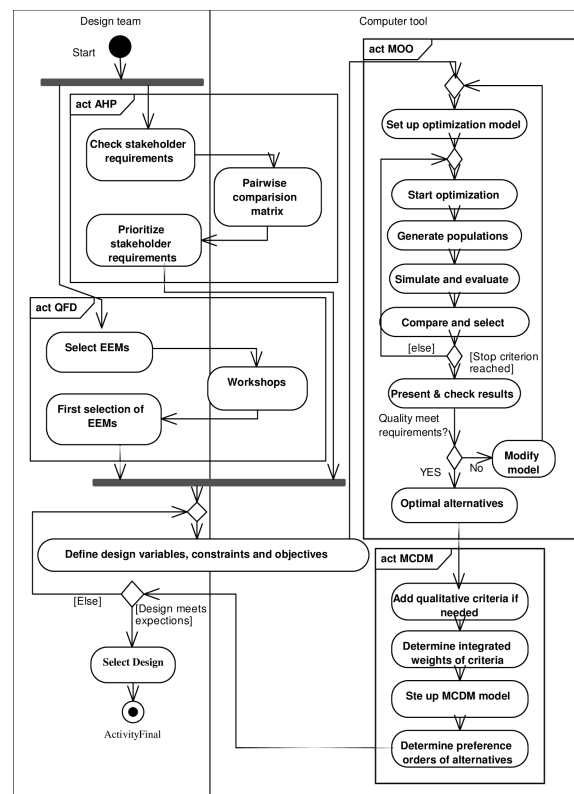 Design team
Computer tool
Start
act AHP
Check stakeholder
requirements
Pairwise
comparision
matrix
Prioritize
stakeholder
requirements
act QFD
Select EEMs
Workshops
First selection of
EEMs
Define design variables, constraints and objectives
[Else]
[Design meets
expections]
Select Design
ActivityFinal
act MOO
Set up optimization model
Start optimization
Generate populations
Simulate and evaluate
Compare and select
[else]
[Stop criterion
reached]
Present & check results
Quality meet
requirements?
No
Modify
model
YES
Optimal alternatives
act MCDM
Add qualitative criteria if
needed
Determine integrated
weights of criteria
Ste up MCDM model
Determine preference
orders of alternatives